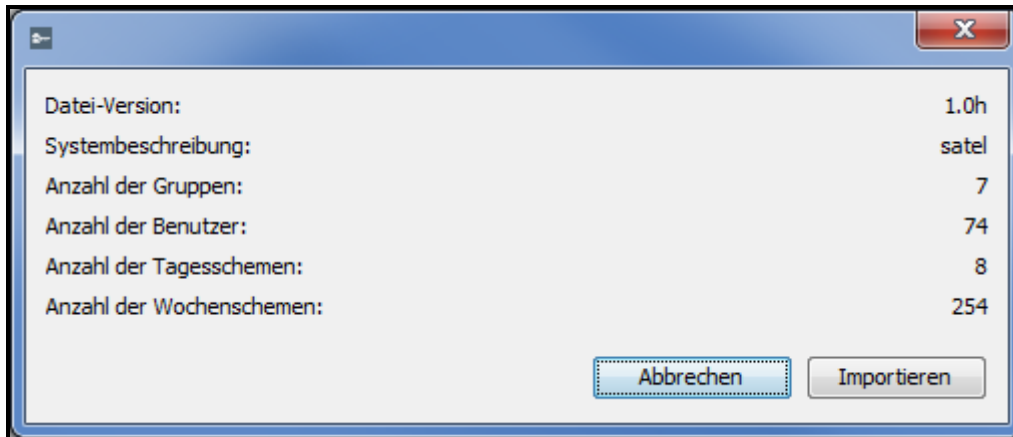 Datei-Version: 1.0h
Systembeschreibung: satel
Anzahl der Gruppen: 7
Anzahl der Benutzer: 74
Anzahl der Tagesschemen: 8
Anzahl der Wochenschemen: 254
Abbrechen Importieren